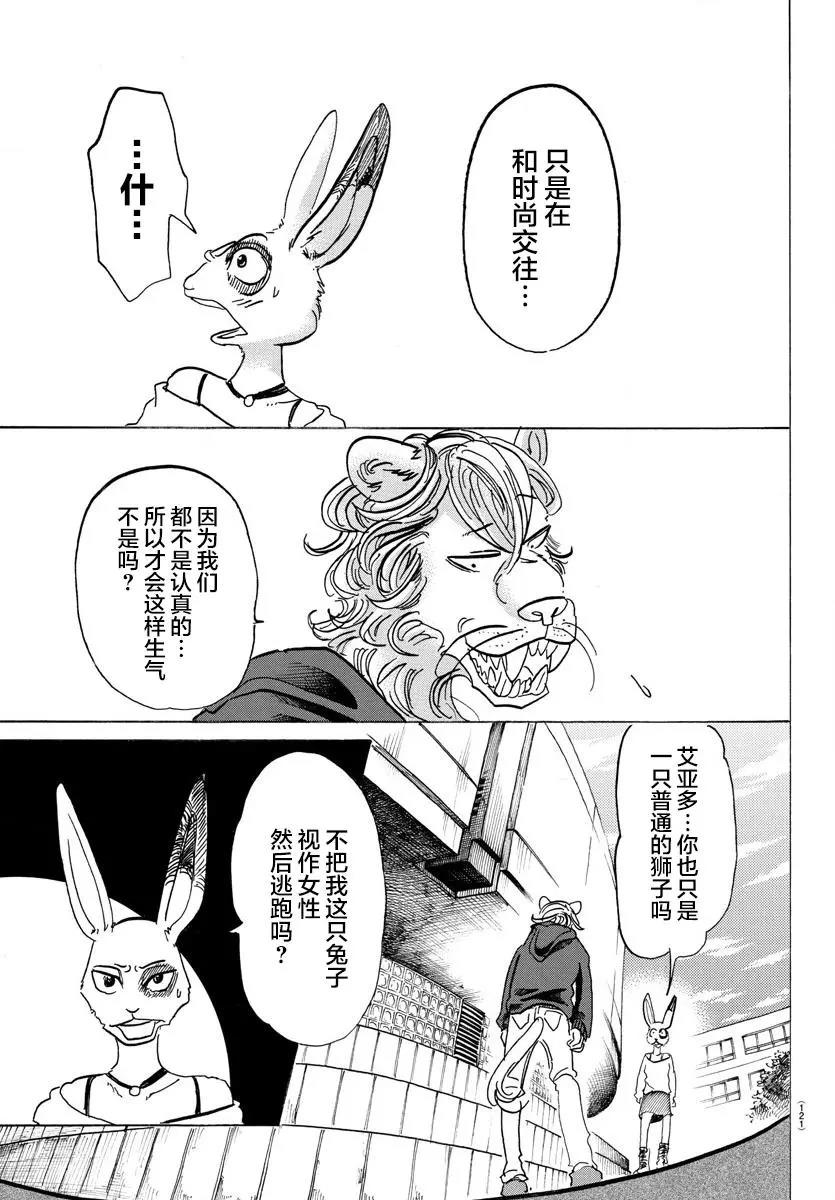 只是在
和时尚交往…
…什…
因为我们
都不是认真的…
所以才会这样生气
不是吗？
艾亚多…你也只是
一只普通的狮子吗
不把我这只兔子
视作女性
然后逃跑吗？
(121)